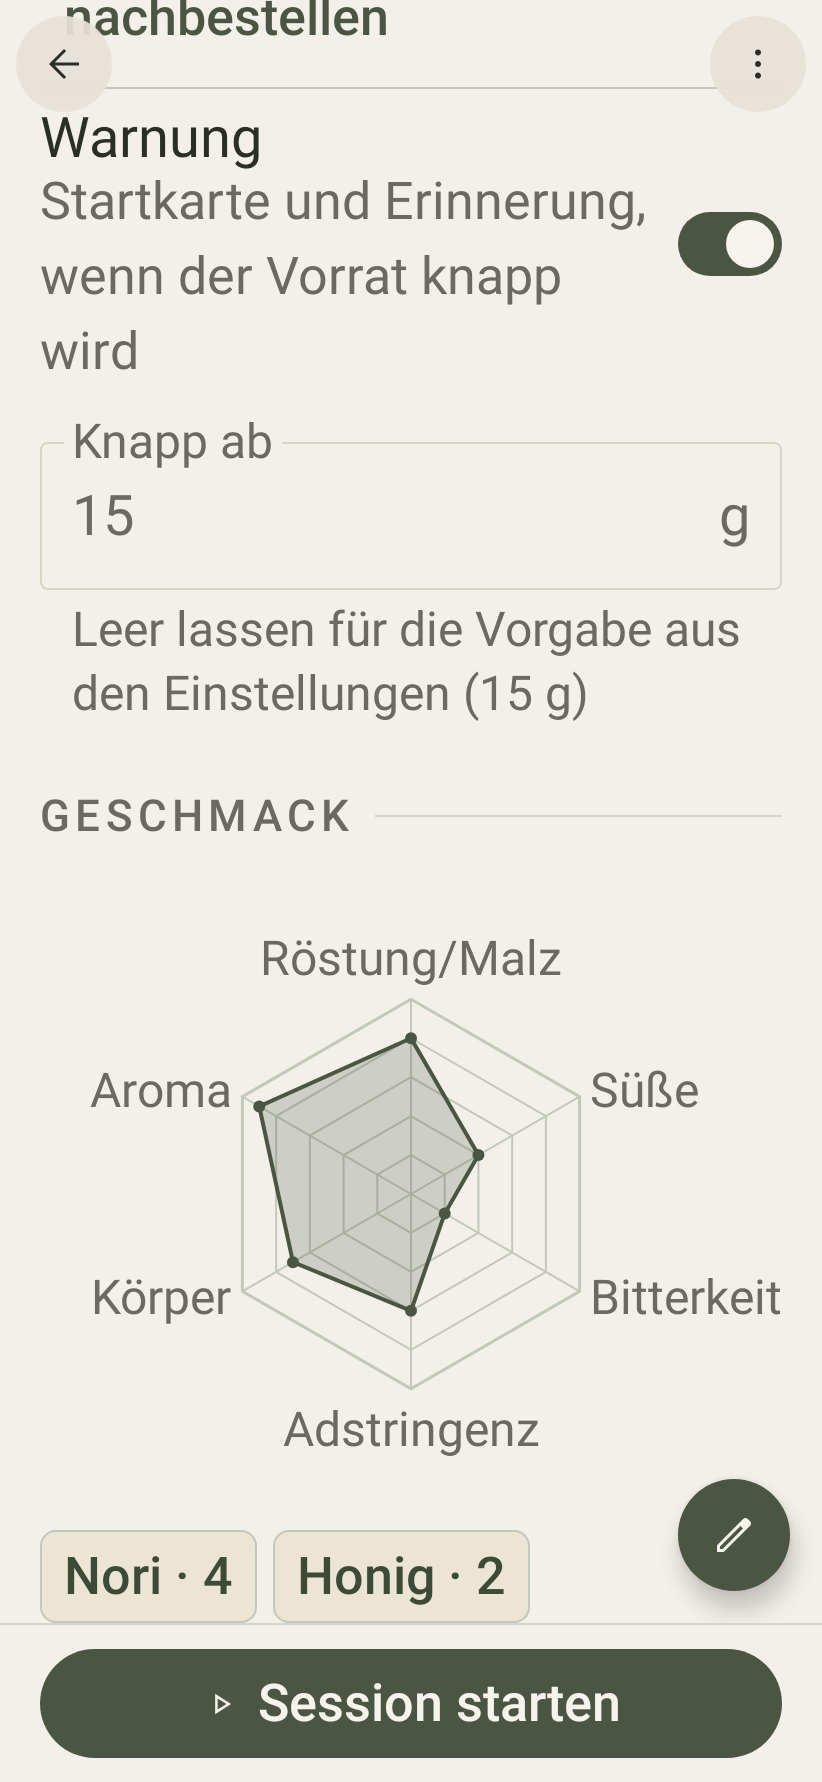 nachbestellen
Warnung
Startkarte und Erinnerung,
wenn der Vorrat knapp
wird
Knapp ab
15 g
Leer lassen für die Vorgabe aus
den Einstellungen (15 g)
GESCHMACK
Röstung/Malz
Aroma
Süße
Körper
Bitterkeit
Adstringenz
Nori · 4
Honig · 2
Session starten